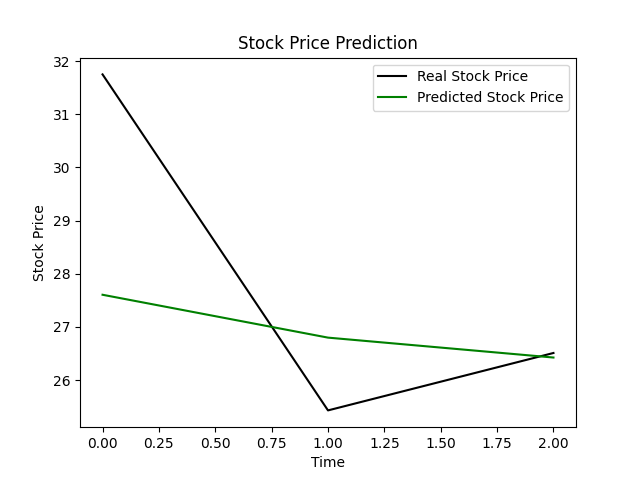 Stock Price Prediction
Real Stock Price
Predicted Stock Price
Stock Price
32
31
30
29
28
27
26
0.00 0.25 0.50 0.75 1.00 1.25 1.50 1.75 2.00
Time